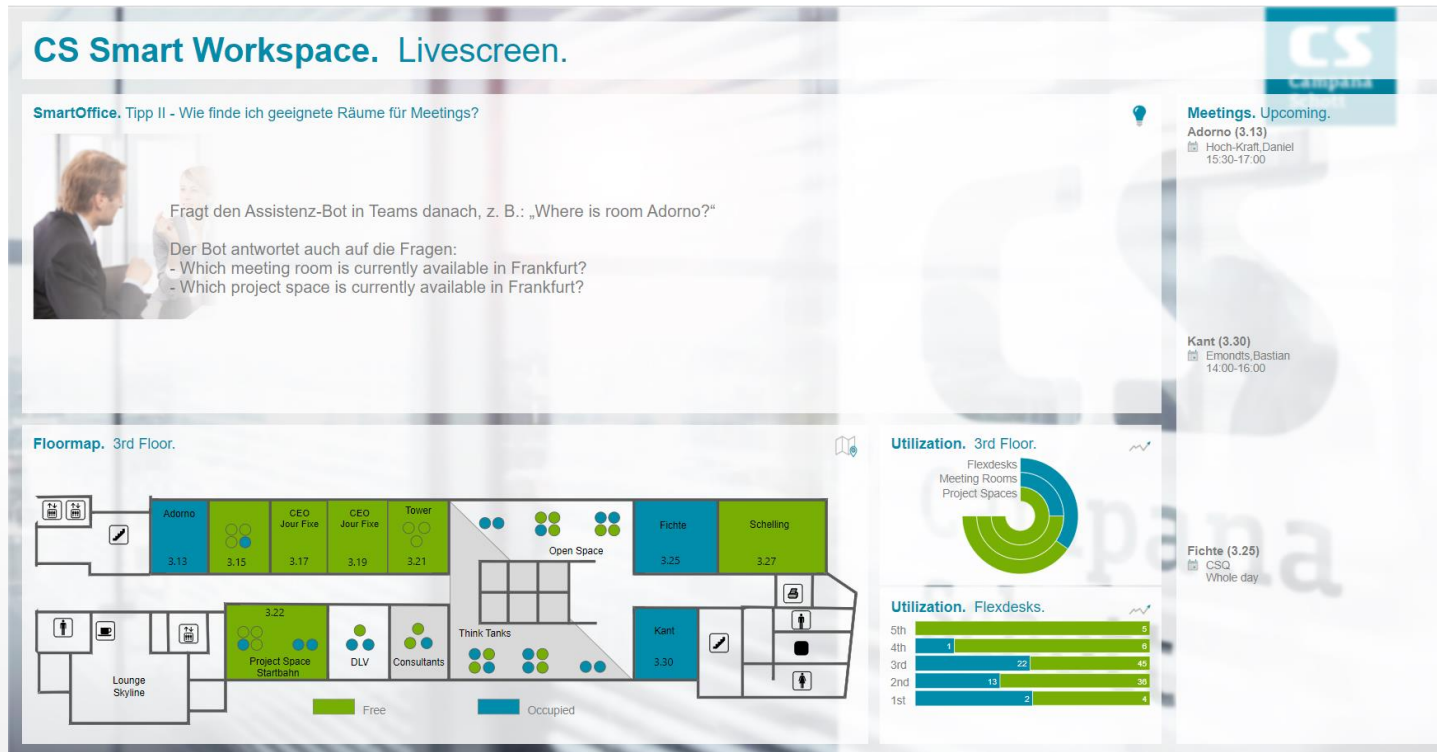 CS Smart Workspace. Livescreen.
CS
Campana
Schott
SmartOffice. Tipp II - Wie finde ich geeignete Räume für Meetings?
Fragt den Assistenz-Bot in Teams danach, z. B.: „Where is room Adorno?“
Der Bot antwortet auch auf die Fragen:
- Which meeting room is currently available in Frankfurt?
- Which project space is currently available in Frankfurt?
Meetings. Upcoming.
Adorno (3.13)
Hoch-Kraft,Daniel
15:30-17:00
Kant (3.30)
Emondts,Bastian
14:00-16:00
Fichte (3.25)
CSQ
Whole day
Floormap. 3rd Floor.
Adorno
3.13
3.15
CEO
Jour Fixe
3.17
CEO
Jour Fixe
3.19
Tower
3.21
Open Space
Fichte
3.25
Schelling
3.27
3.22
Project Space
Startbahn
DLV
Consultants
Think Tanks
Kant
3.30
Lounge
Skyline
Free
Occupied
Utilization. 3rd Floor.
Flexdesks
Meeting Rooms
Project Spaces
Utilization. Flexdesks.
5th 5
4th 1 6
3rd 22 45
2nd 13 36
1st 2 4
CS
Campana